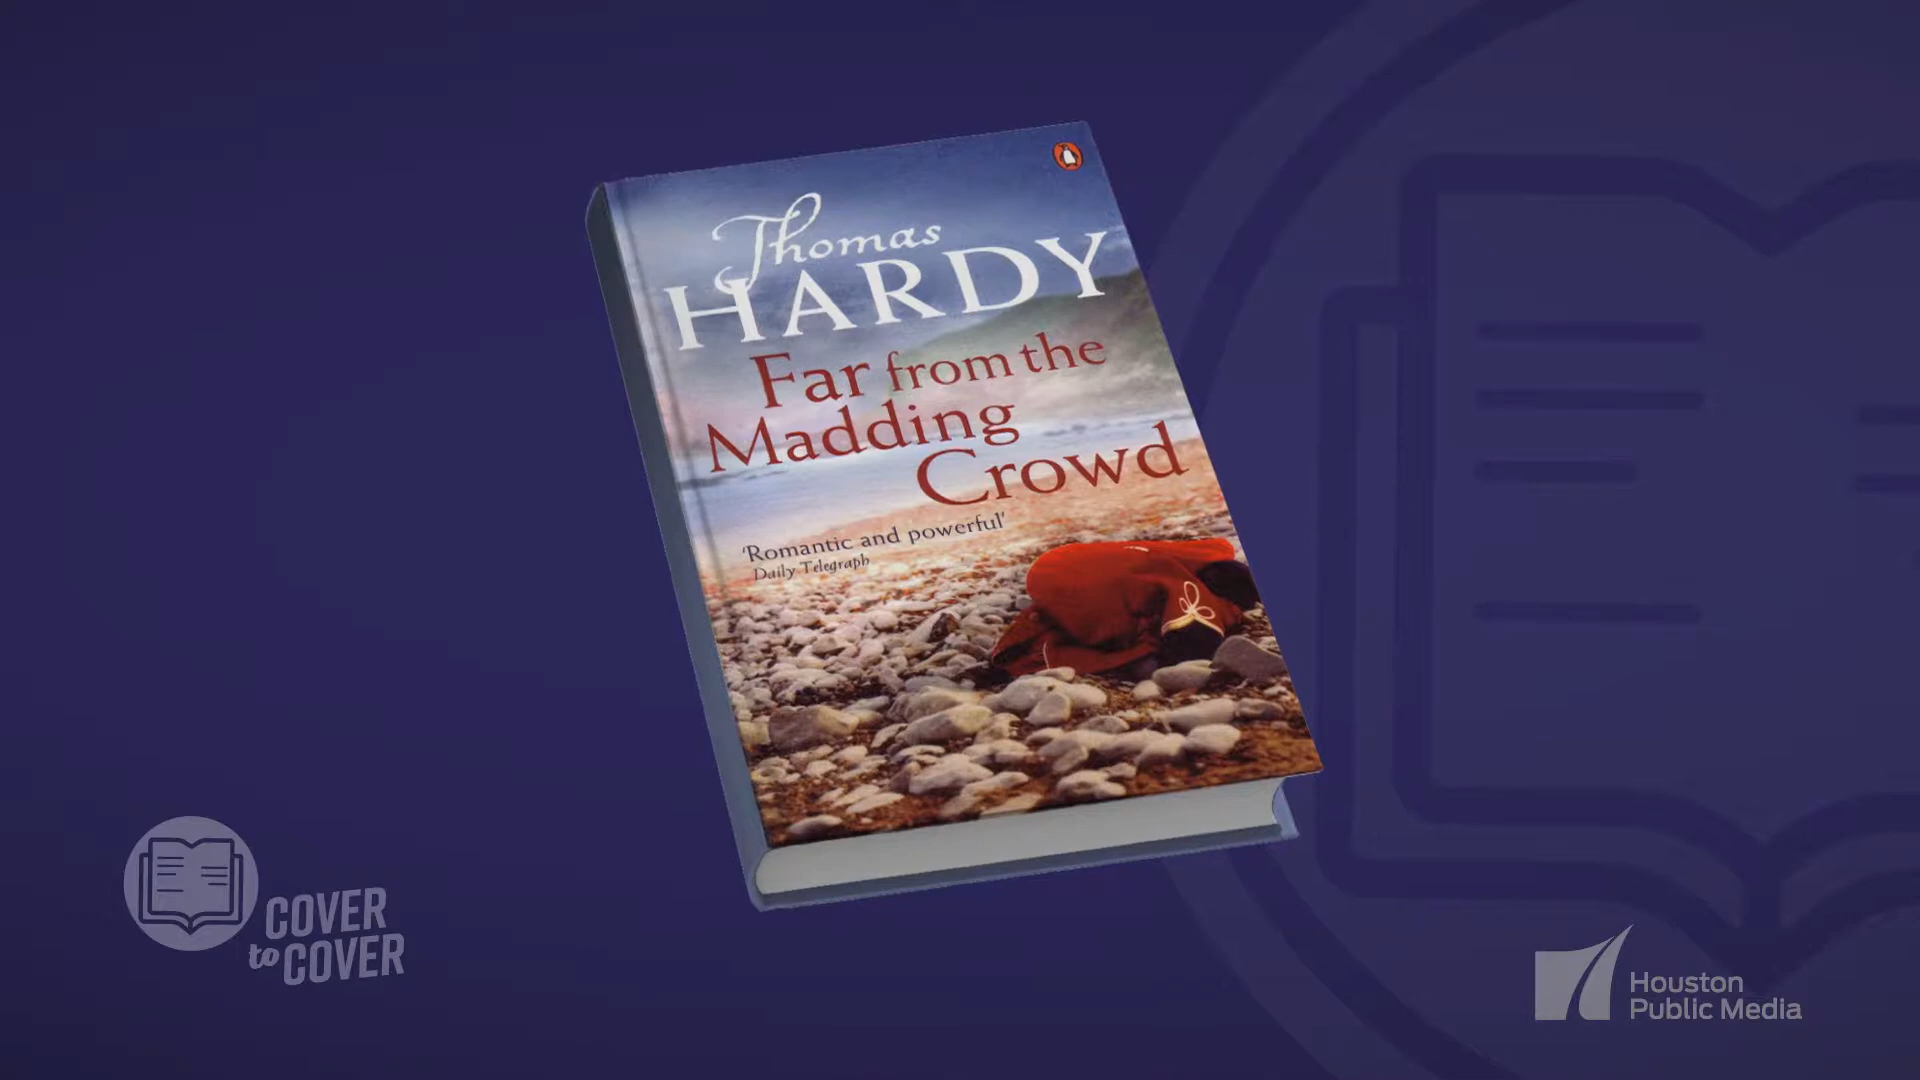 Thomas
HARDY
Far from the
Madding
Crowd
'Romantic and powerful'
Daily Telegraph
COVER
to COVER
Houston
Public Media